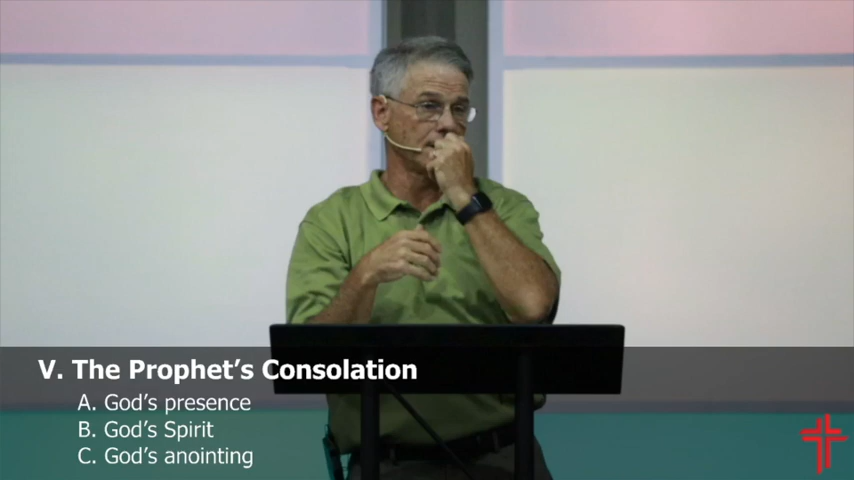 V. The Prophet's Consolation
A. God's presence
B. God's Spirit
C. God's anointing